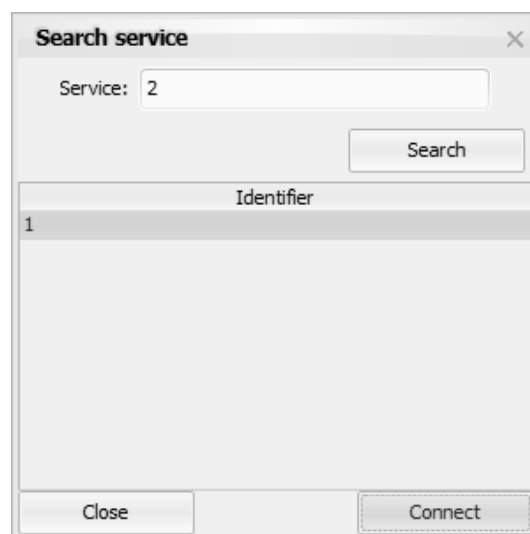 Search service
Service: 2
Search
Identifier
1
Close Connect